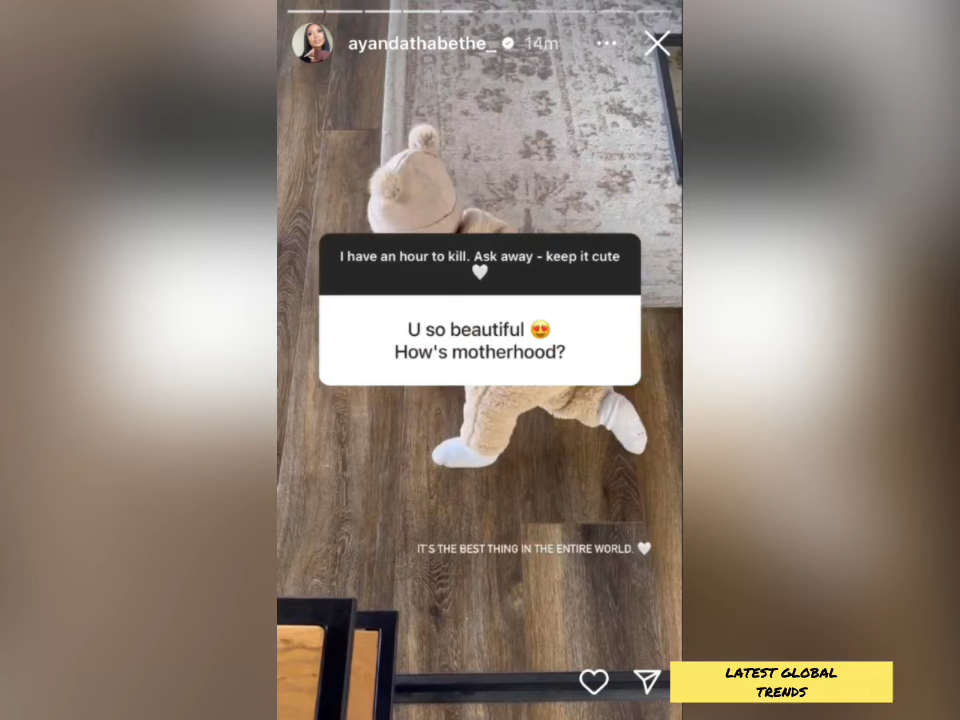 ayandathabethe_ 14m
I have an hour to kill. Ask away - keep it cute
🤍
U so beautiful 😍
How's motherhood?
IT'S THE BEST THING IN THE ENTIRE WORLD. 🤍
LATEST GLOBAL
TRENDS